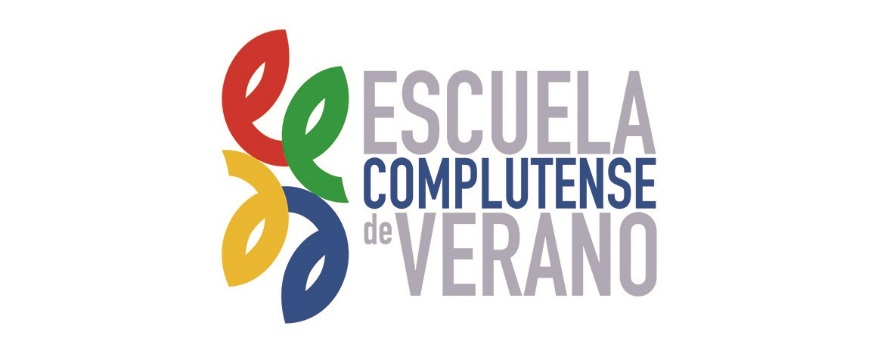 ESCUELA
COMPLUTENSE
de VERANO